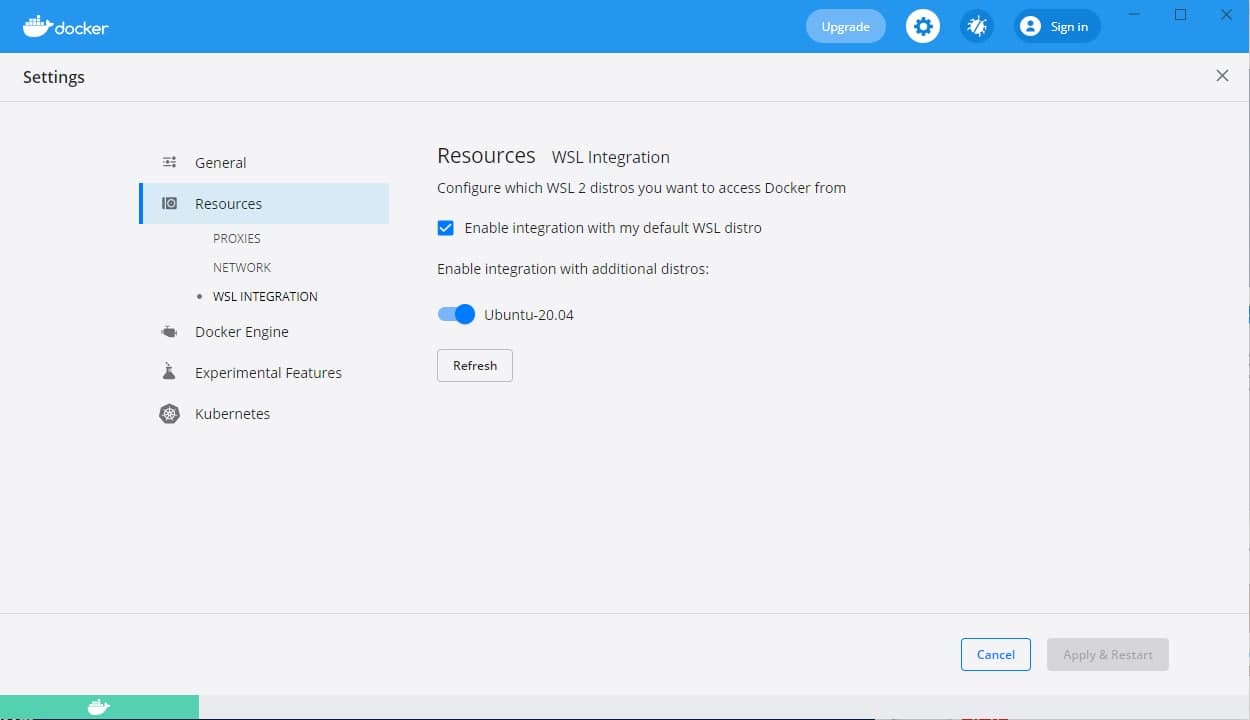 docker
Upgrade
Sign in
Settings
General
Resources
PROXIES
NETWORK
WSL INTEGRATION
Docker Engine
Experimental Features
Kubernetes
Resources WSL Integration
Configure which WSL 2 distros you want to access Docker from
Enable integration with my default WSL distro
Enable integration with additional distros:
Ubuntu-20.04
Refresh
Cancel
Apply & Restart